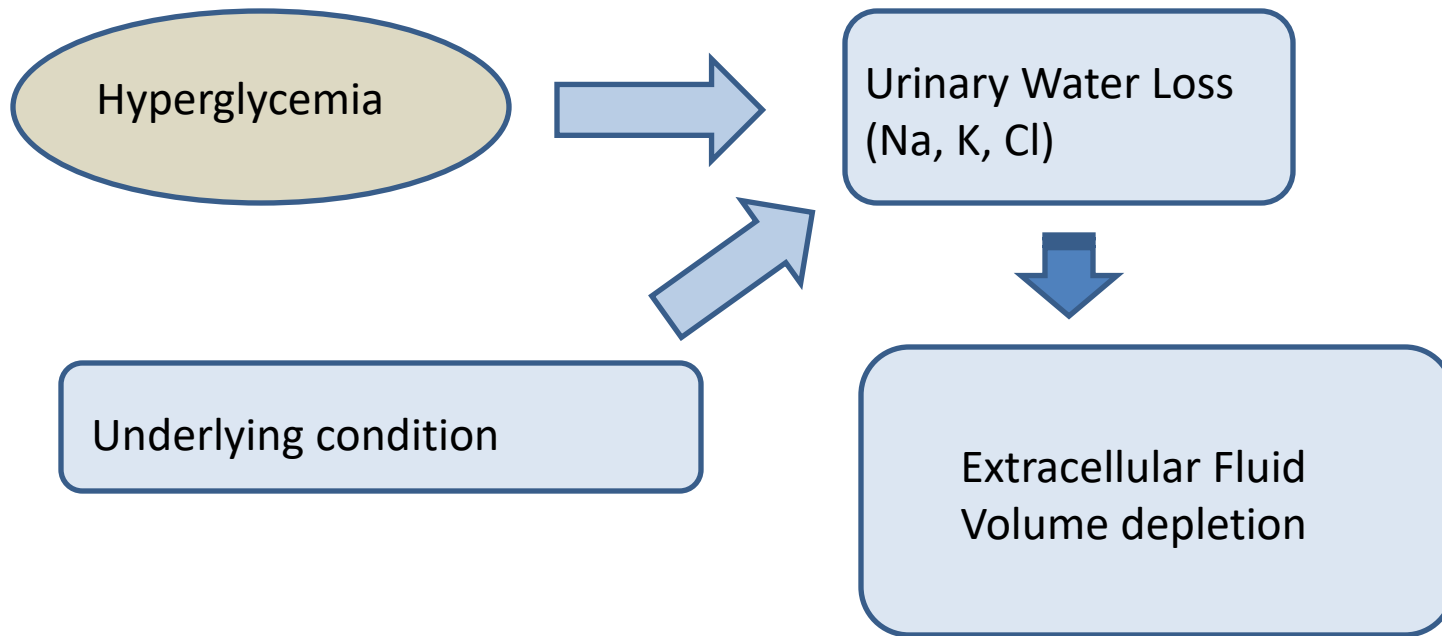 Hyperglycemia
Urinary Water Loss
(Na, K, Cl)
Underlying condition
Extracellular Fluid
Volume depletion